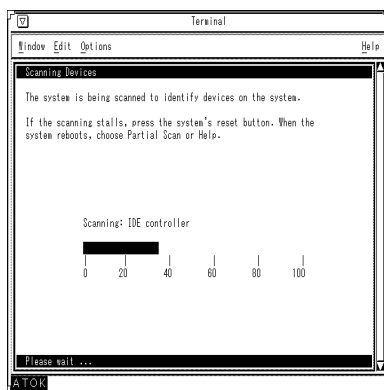 Terminal
Window Edit Options Help
Scanning Devices
The system is being scanned to identify devices on the system.
If the scanning stalls, press the system's reset button. When the
system reboots, choose Partial Scan or Help.
Scanning: IDE controller
0 20 40 60 80 100
Please wait ...
ATOK